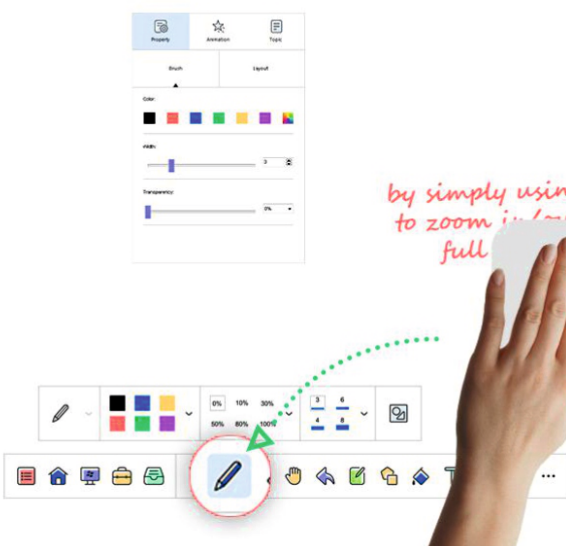 Property Animation Topic
Brush Layout
Color:
Width:
3
Transparency:
0%
by simply usin
to zoom in/ou
full
0% 10% 30%
50% 80% 100%
3 6
4 8
T